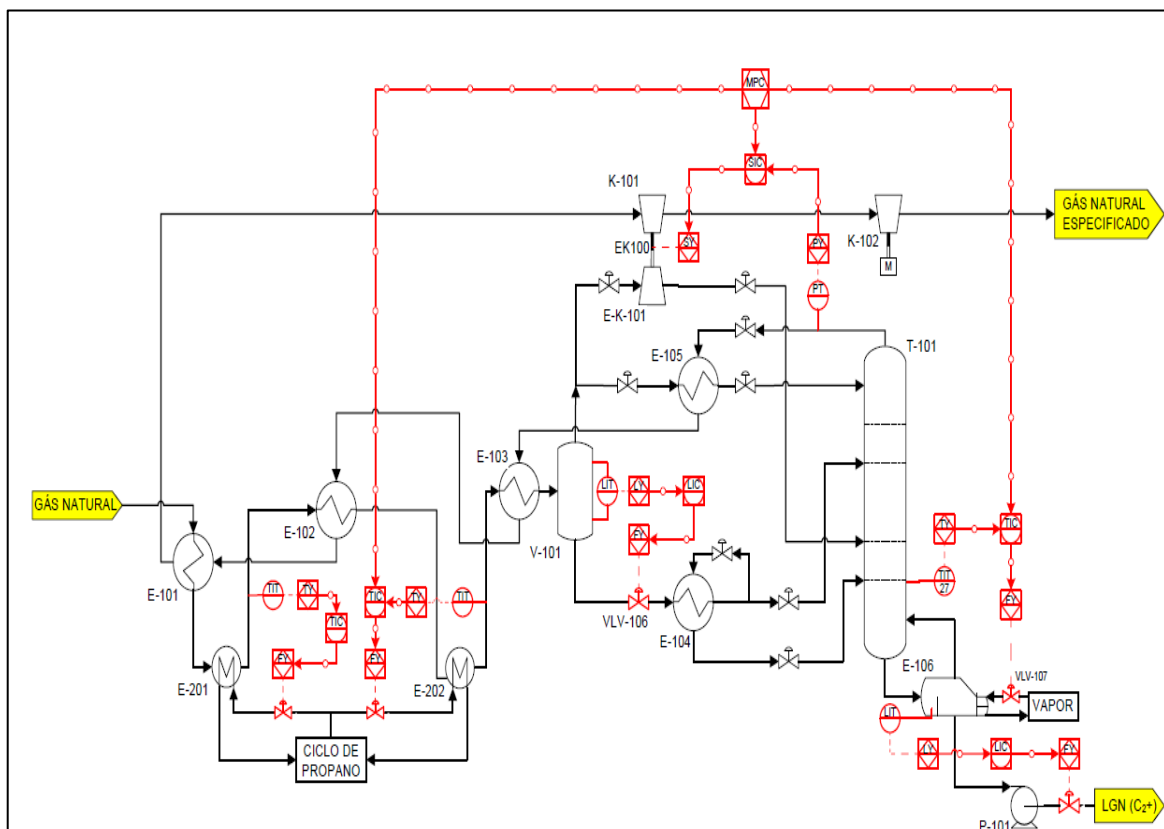 MPC
K-101
SIC
GÁS NATURAL
ESPECIFICADO
EK100
SY
PY
K-102
M
PT
E-K-101
T-101
E-105
E-103
LIT
LY
LIC
GÁS NATURAL
E-102
V-101
FY
TY
TIC
E-101
TIT
TY
TIC
TY
TIT
TIT
27
TIC
FY
FY
VLV-106
E-104
FY
E-201
E-202
E-106
VLV-107
VAPOR
LIT
CICLO DE
PROPANO
LY
LIC
FY
LGN (C₂+)
P-101